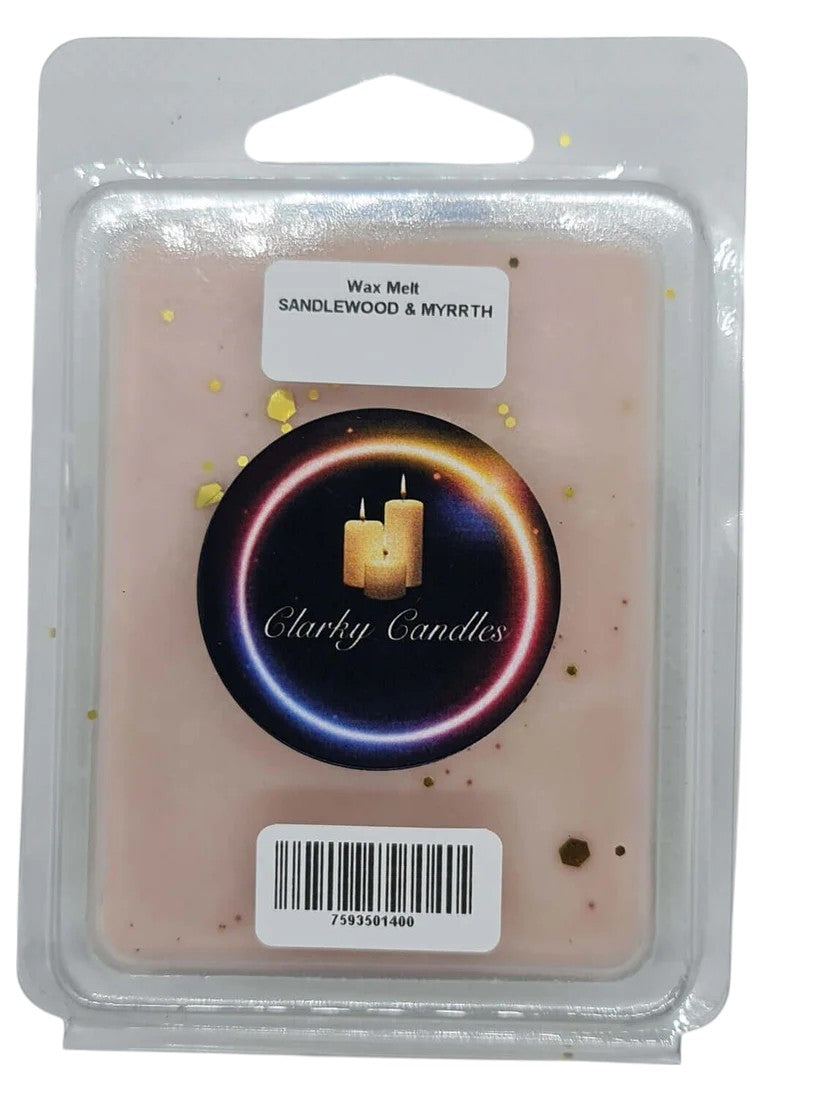 Wax Melt
SANDLEWOOD & MYRRTH
Clarky Candles
7593501400